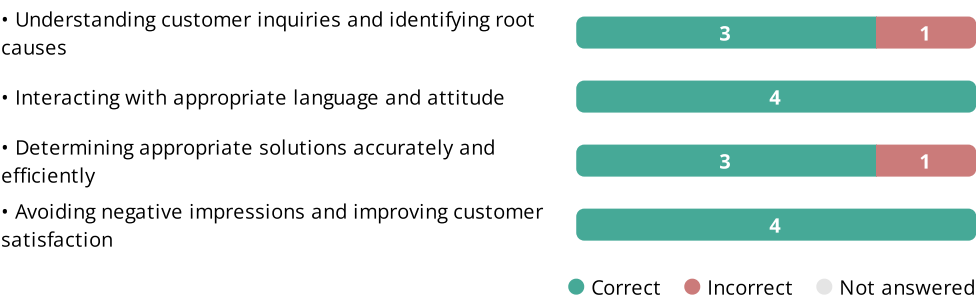 • Understanding customer inquiries and identifying root
causes
3 1
• Interacting with appropriate language and attitude
4
• Determining appropriate solutions accurately and
efficiently
3 1
• Avoiding negative impressions and improving customer
satisfaction
4
Correct Incorrect Not answered